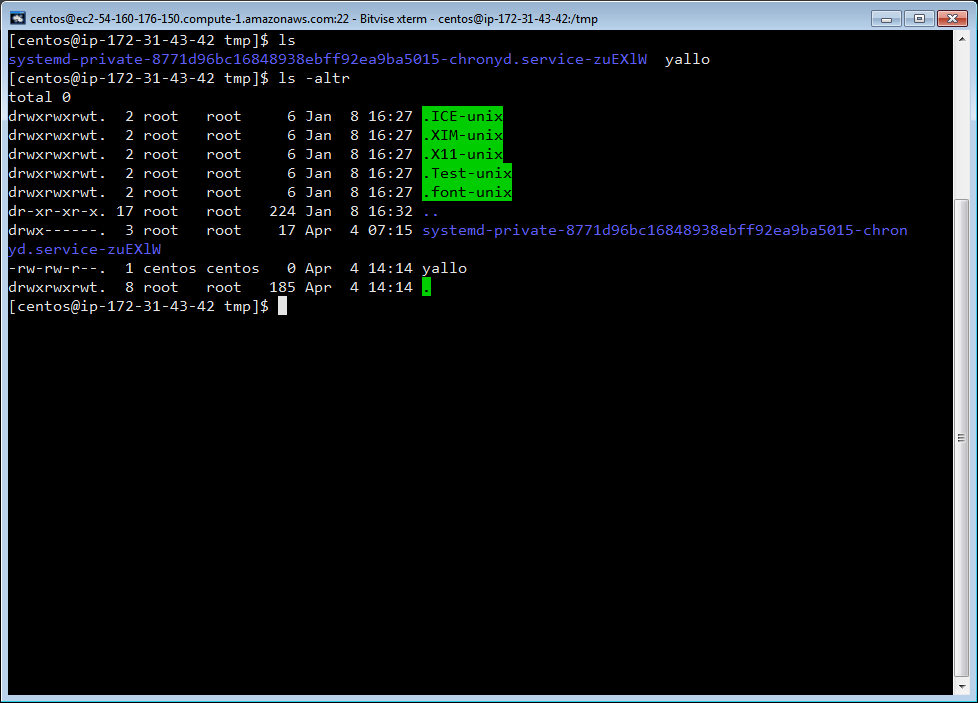 centos@ec2-54-160-176-150.compute-1.amazonaws.com:22 - Bitvise xterm - centos@ip-172-31-43-42:/tmp
[centos@ip-172-31-43-42 tmp]$ ls
systemd-private-8771d96bc16848938ebff92ea9ba5015-chronyd.service-zuEXlW  yallo
[centos@ip-172-31-43-42 tmp]$ ls -altr
total 0
drwxrwxrwt.  2 root   root     6 Jan  8 16:27 .ICE-unix
drwxrwxrwt.  2 root   root     6 Jan  8 16:27 .XIM-unix
drwxrwxrwt.  2 root   root     6 Jan  8 16:27 .X11-unix
drwxrwxrwt.  2 root   root     6 Jan  8 16:27 .Test-unix
drwxrwxrwt.  2 root   root     6 Jan  8 16:27 .font-unix
dr-xr-xr-x. 17 root   root   224 Jan  8 16:32 ..
drwx------.  3 root   root    17 Apr  4 07:15 systemd-private-8771d96bc16848938ebff92ea9ba5015-chron
yd.service-zuEXlW
-rw-rw-r--.  1 centos centos   0 Apr  4 14:14 yallo
drwxrwxrwt.  8 root   root   185 Apr  4 14:14 .
[centos@ip-172-31-43-42 tmp]$